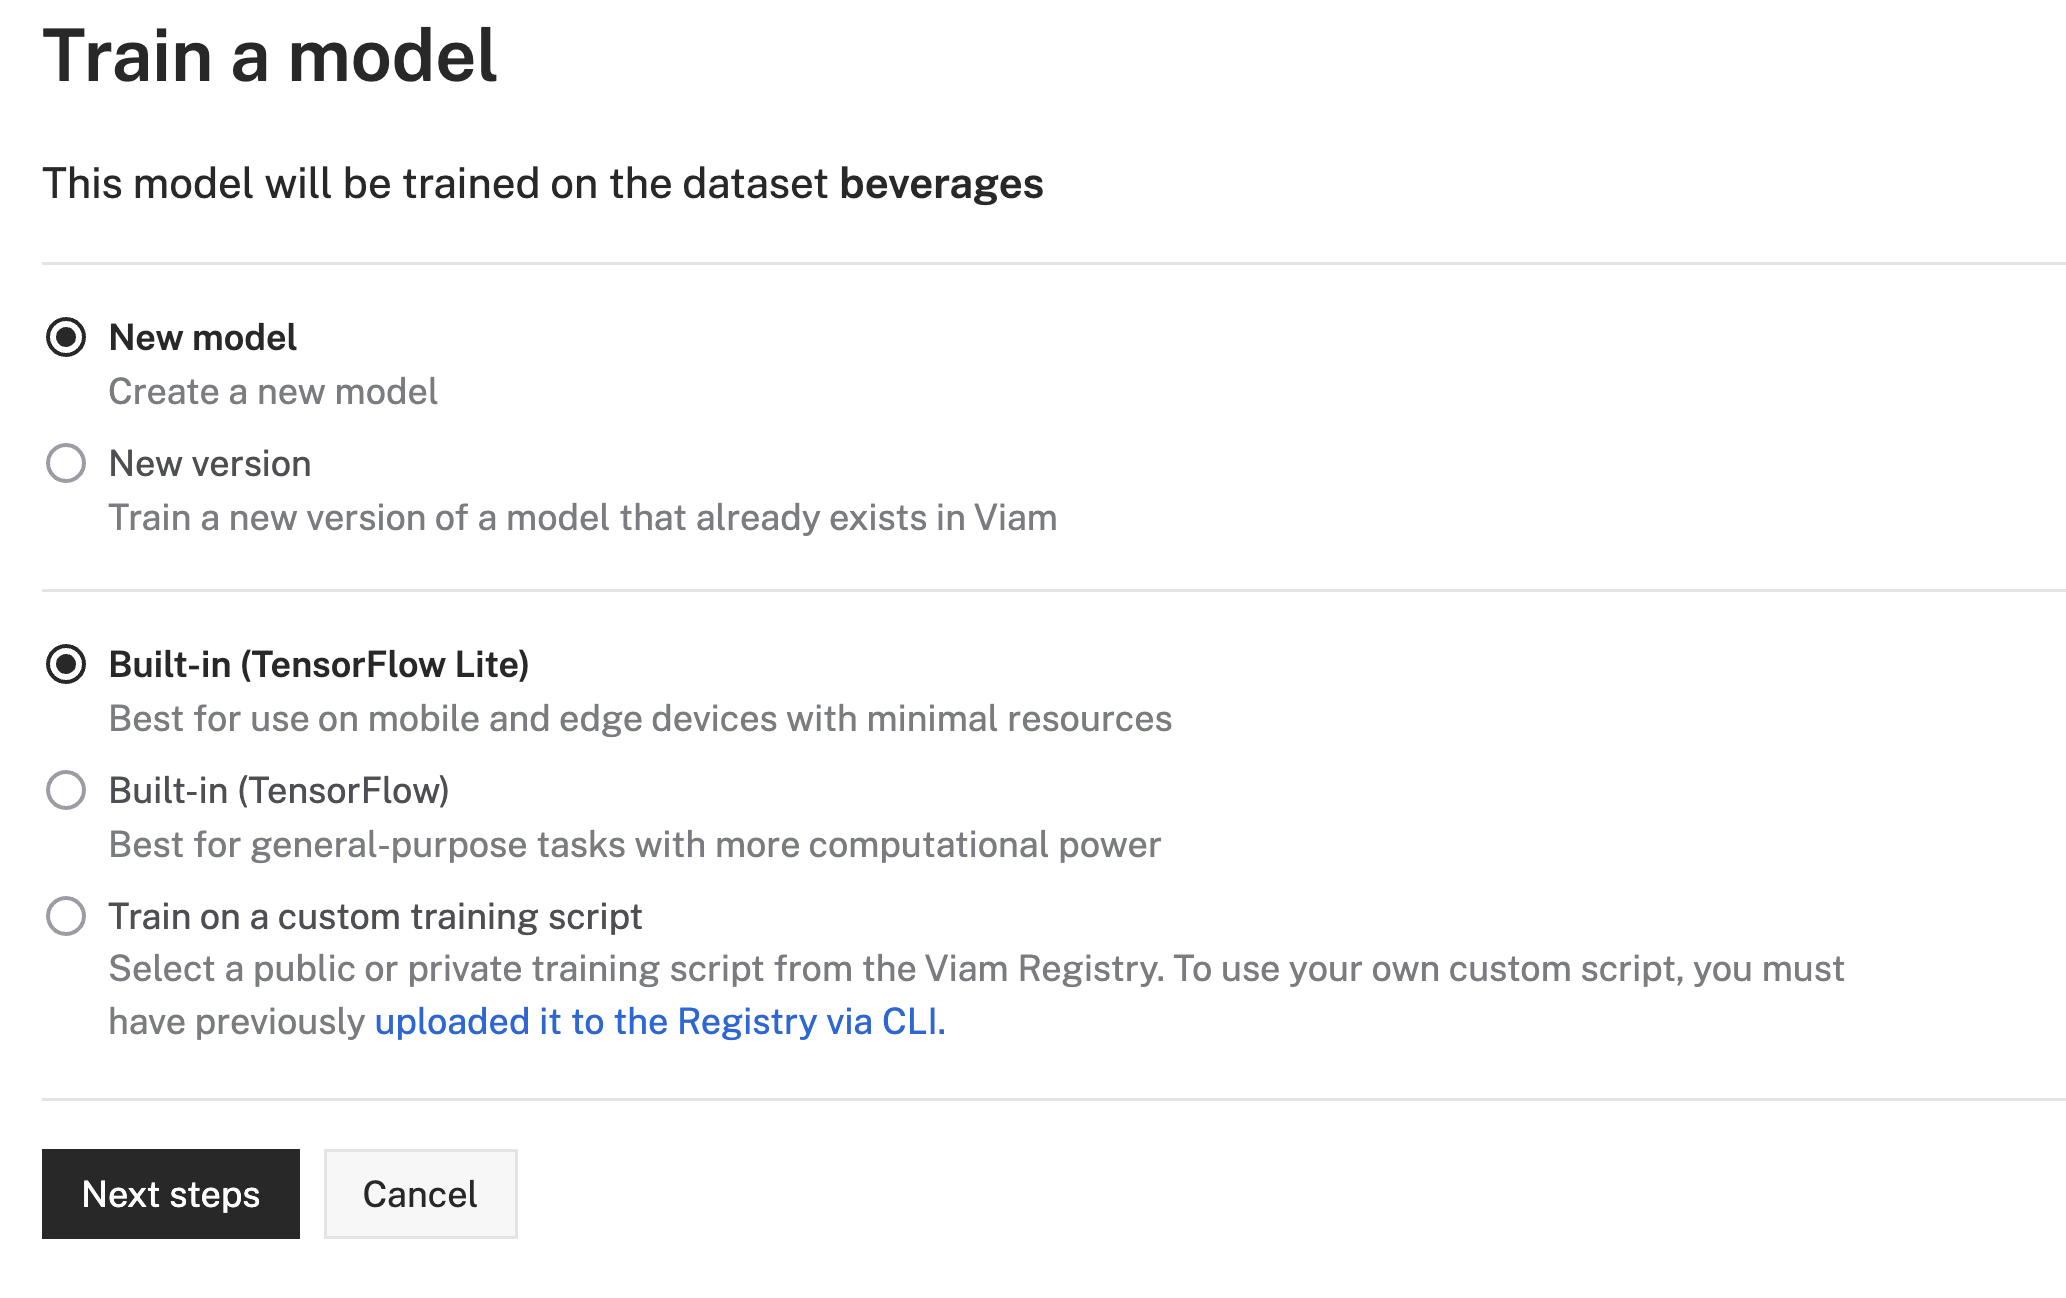 Train a model
This model will be trained on the dataset beverages
New model
Create a new model
New version
Train a new version of a model that already exists in Viam
Built-in (TensorFlow Lite)
Best for use on mobile and edge devices with minimal resources
Built-in (TensorFlow)
Best for general-purpose tasks with more computational power
Train on a custom training script
Select a public or private training script from the Viam Registry. To use your own custom script, you must
have previously uploaded it to the Registry via CLI.
Next steps
Cancel